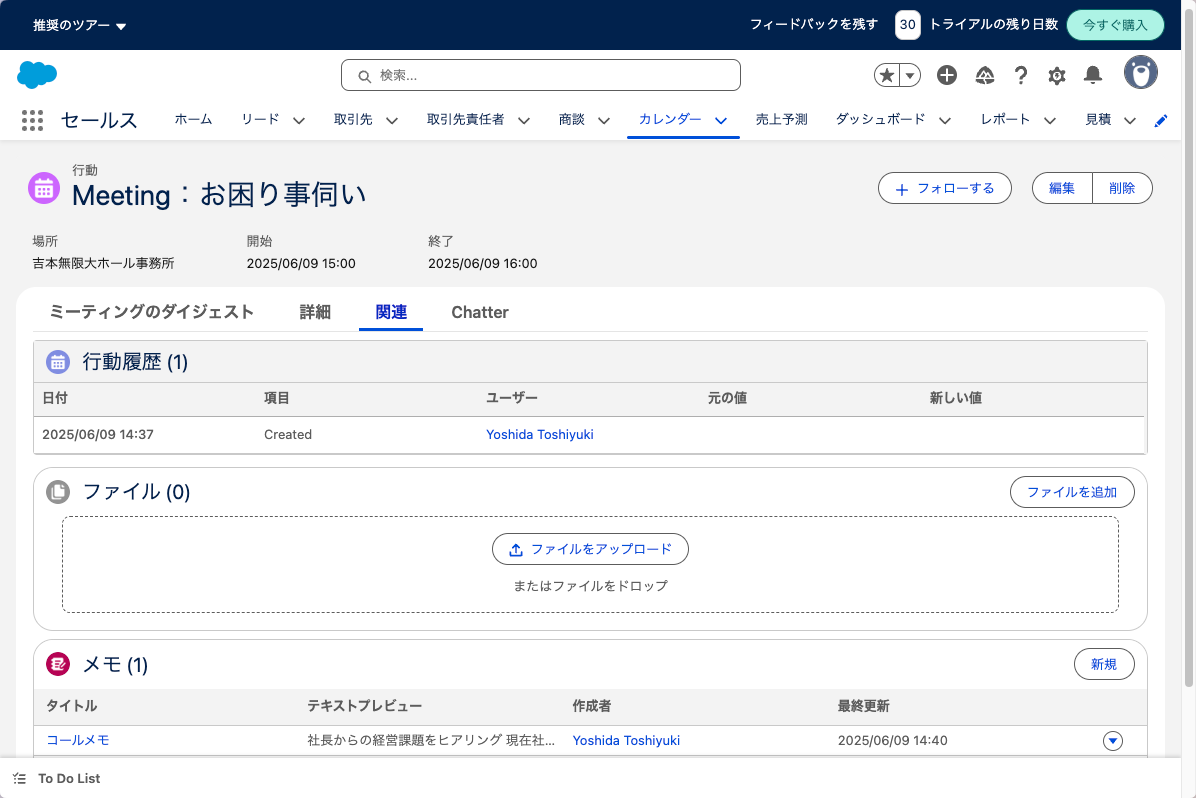 推奨のツアー
フィードバックを残す 30 トライアルの残り日数 今すぐ購入
検索...
セールス ホーム リード 取引先 取引先責任者 商談 カレンダー 売上予測 ダッシュボード レポート 見積
行動
Meeting：お困り事伺い
フォローする 編集 削除
場所 開始 終了
吉本無限大ホール事務所 2025/06/09 15:00 2025/06/09 16:00
ミーティングのダイジェスト 詳細 関連 Chatter
行動履歴 (1)
日付 項目 ユーザー 元の値 新しい値
2025/06/09 14:37 Created Yoshida Toshiyuki
ファイル (0) ファイルを追加
ファイルをアップロード
またはファイルをドロップ
メモ (1) 新規
タイトル テキストプレビュー 作成者 最終更新
コールメモ 社長からの経営課題をヒアリング 現在社... Yoshida Toshiyuki 2025/06/09 14:40
To Do List